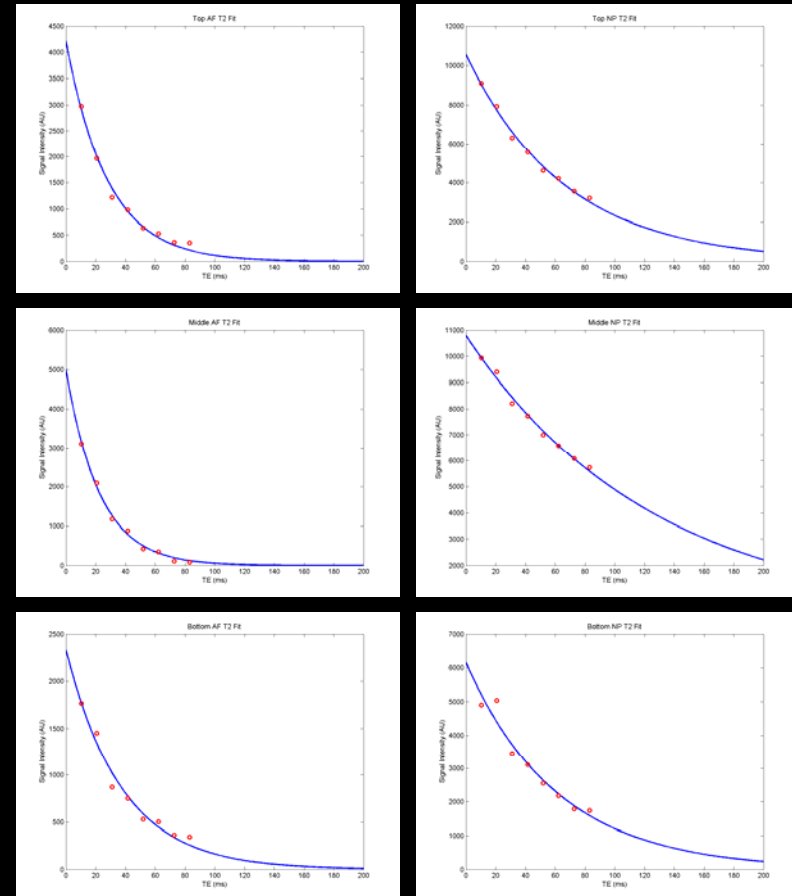 Top AF T2 Fit
4500
4000
3500
3000
2500
2000
1500
1000
500
0
Signal Intensity (AU)
0 20 40 60 80 100 120 140 160 180 200
TE (ms)
Top NP T2 Fit
12000
10000
8000
6000
4000
2000
0
Signal Intensity (AU)
0 20 40 60 80 100 120 140 160 180 200
TE (ms)
Middle AF T2 Fit
6000
5000
4000
3000
2000
1000
0
Signal Intensity (AU)
0 20 40 60 80 100 120 140 160 180 200
TE (ms)
Middle NP T2 Fit
11000
10000
9000
8000
7000
6000
5000
4000
3000
2000
Signal Intensity (AU)
0 20 40 60 80 100 120 140 160 180 200
TE (ms)
Bottom AF T2 Fit
2500
2000
1500
1000
500
0
Signal Intensity (AU)
0 20 40 60 80 100 120 140 160 180 200
TE (ms)
Bottom NP T2 Fit
7000
6000
5000
4000
3000
2000
1000
0
Signal Intensity (AU)
0 20 40 60 80 100 120 140 160 180 200
TE (ms)